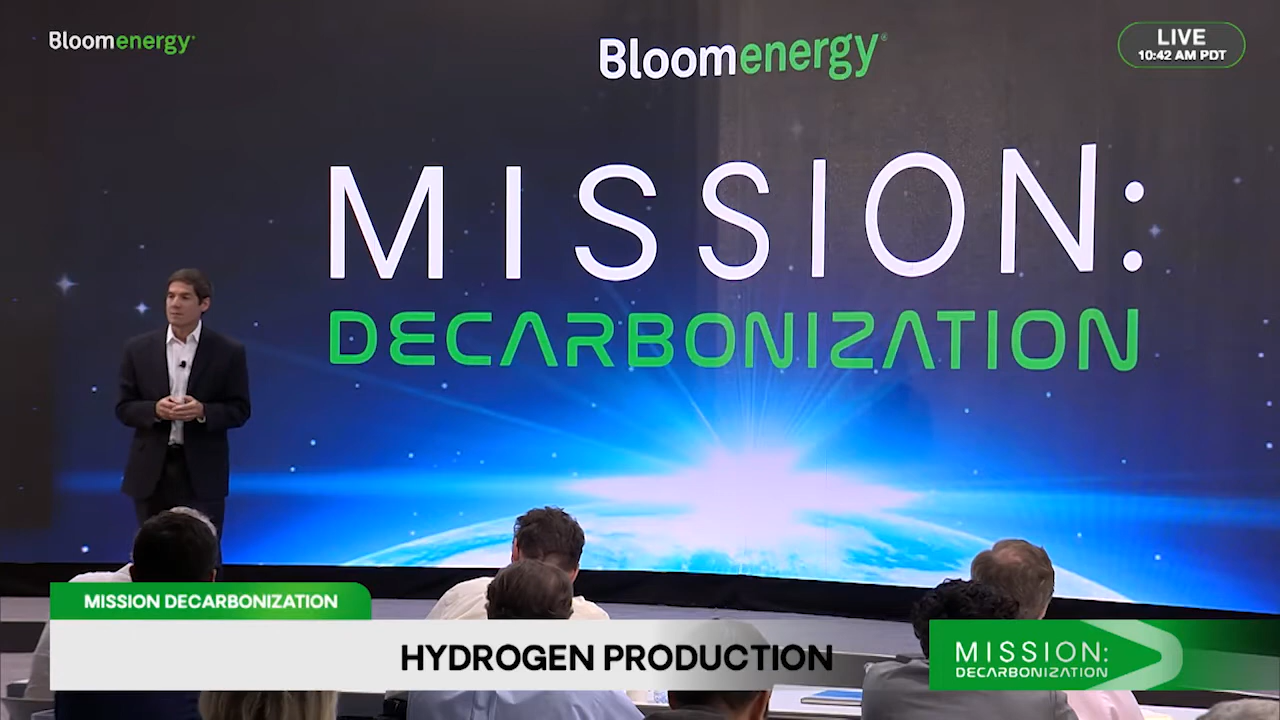 Bloomenergy
Bloomenergy®
LIVE
10:42 AM PDT
MISSION:
DECARBONIZATION
MISSION DECARBONIZATION
HYDROGEN PRODUCTION
MISSION:
DECARBONIZATION